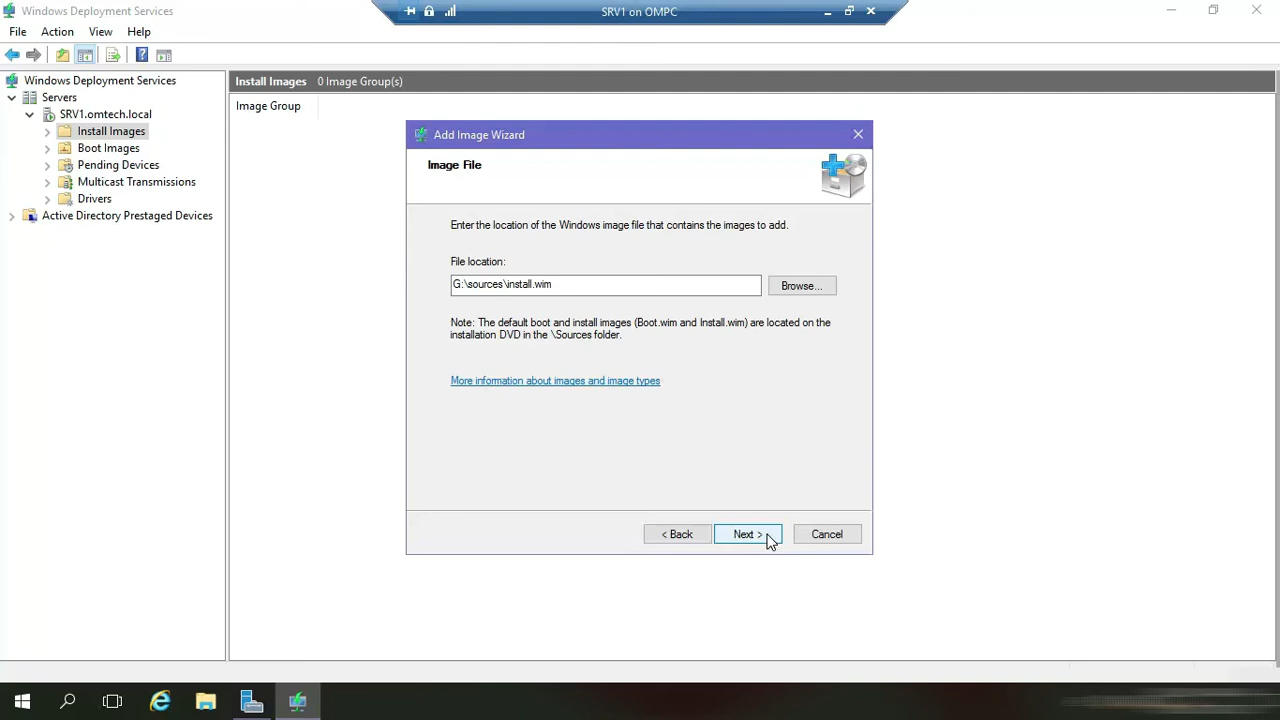 Windows Deployment Services
SRV1 on OMPC
File Action View Help
Windows Deployment Services
Servers
SRV1.omtech.local
Install Images
Boot Images
Pending Devices
Multicast Transmissions
Drivers
Active Directory Prestaged Devices
Install Images 0 Image Group(s)
Image Group
Add Image Wizard
Image File
Enter the location of the Windows image file that contains the images to add.
File location:
G:\sources\install.wim
Browse...
Note: The default boot and install images (Boot.wim and Install.wim) are located on the
installation DVD in the \Sources folder.
More information about images and image types
< Back Next > Cancel